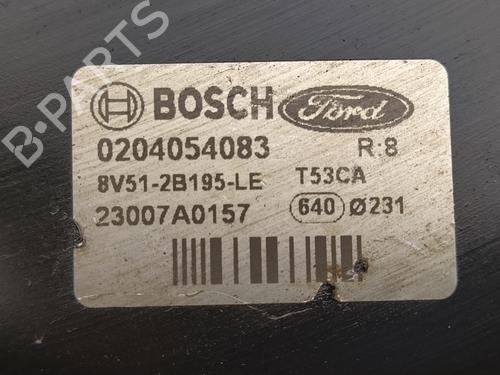 BOSCH Ford
0204054083 R:8
8V51-2B195-LE T53CA
23007A0157 640 Ø231
B-PARTS